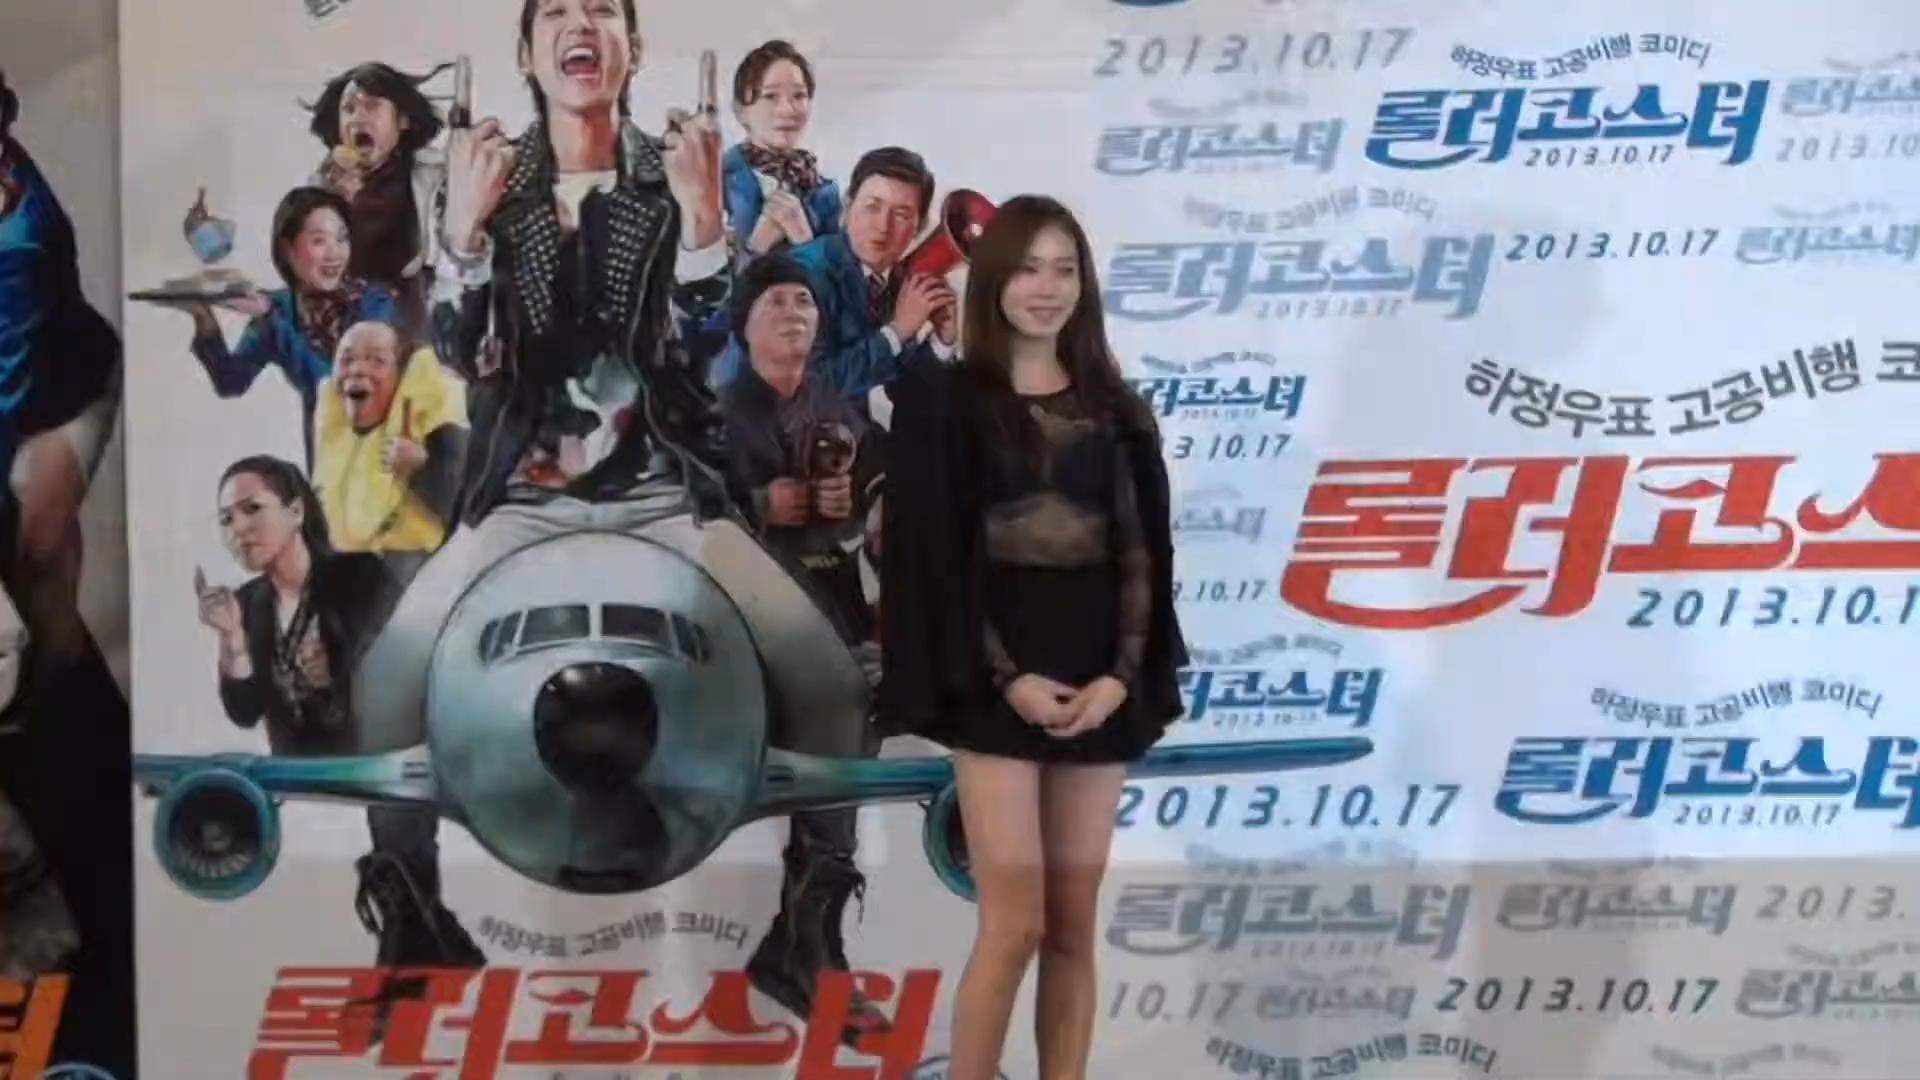 2013.10.17
하정우표 고공비행 코미디
롤러코스터
2013.10.17
롤러코스터
하정우표 고공비행 코미디
롤러코스터
2013.10.17
2013.10.17
러코스터
3 10.17
하정우표 고공비행 코
롤러코스
2013.10.1
.10.17
러코스터
하정우표 고공비행 코미디
롤러코스터
2013.10.17
2013.10.17
하정우표 고공비행 코미디
롤러코스터
롤러코스터
롤러코스터
2013.
10.17
2013.10.17
하정우표 고공비행 코미디